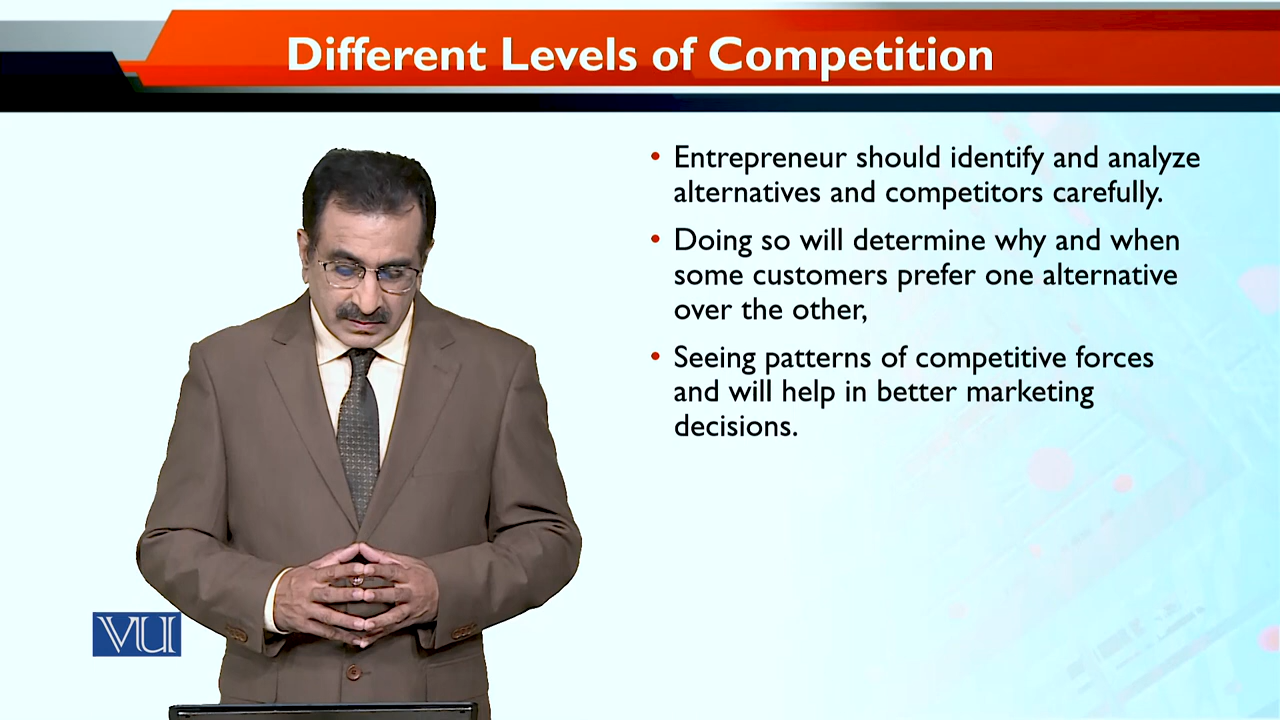 Different Levels of Competition
• Entrepreneur should identify and analyze
alternatives and competitors carefully.
• Doing so will determine why and when
some customers prefer one alternative
over the other,
• Seeing patterns of competitive forces
and will help in better marketing
decisions.
VU